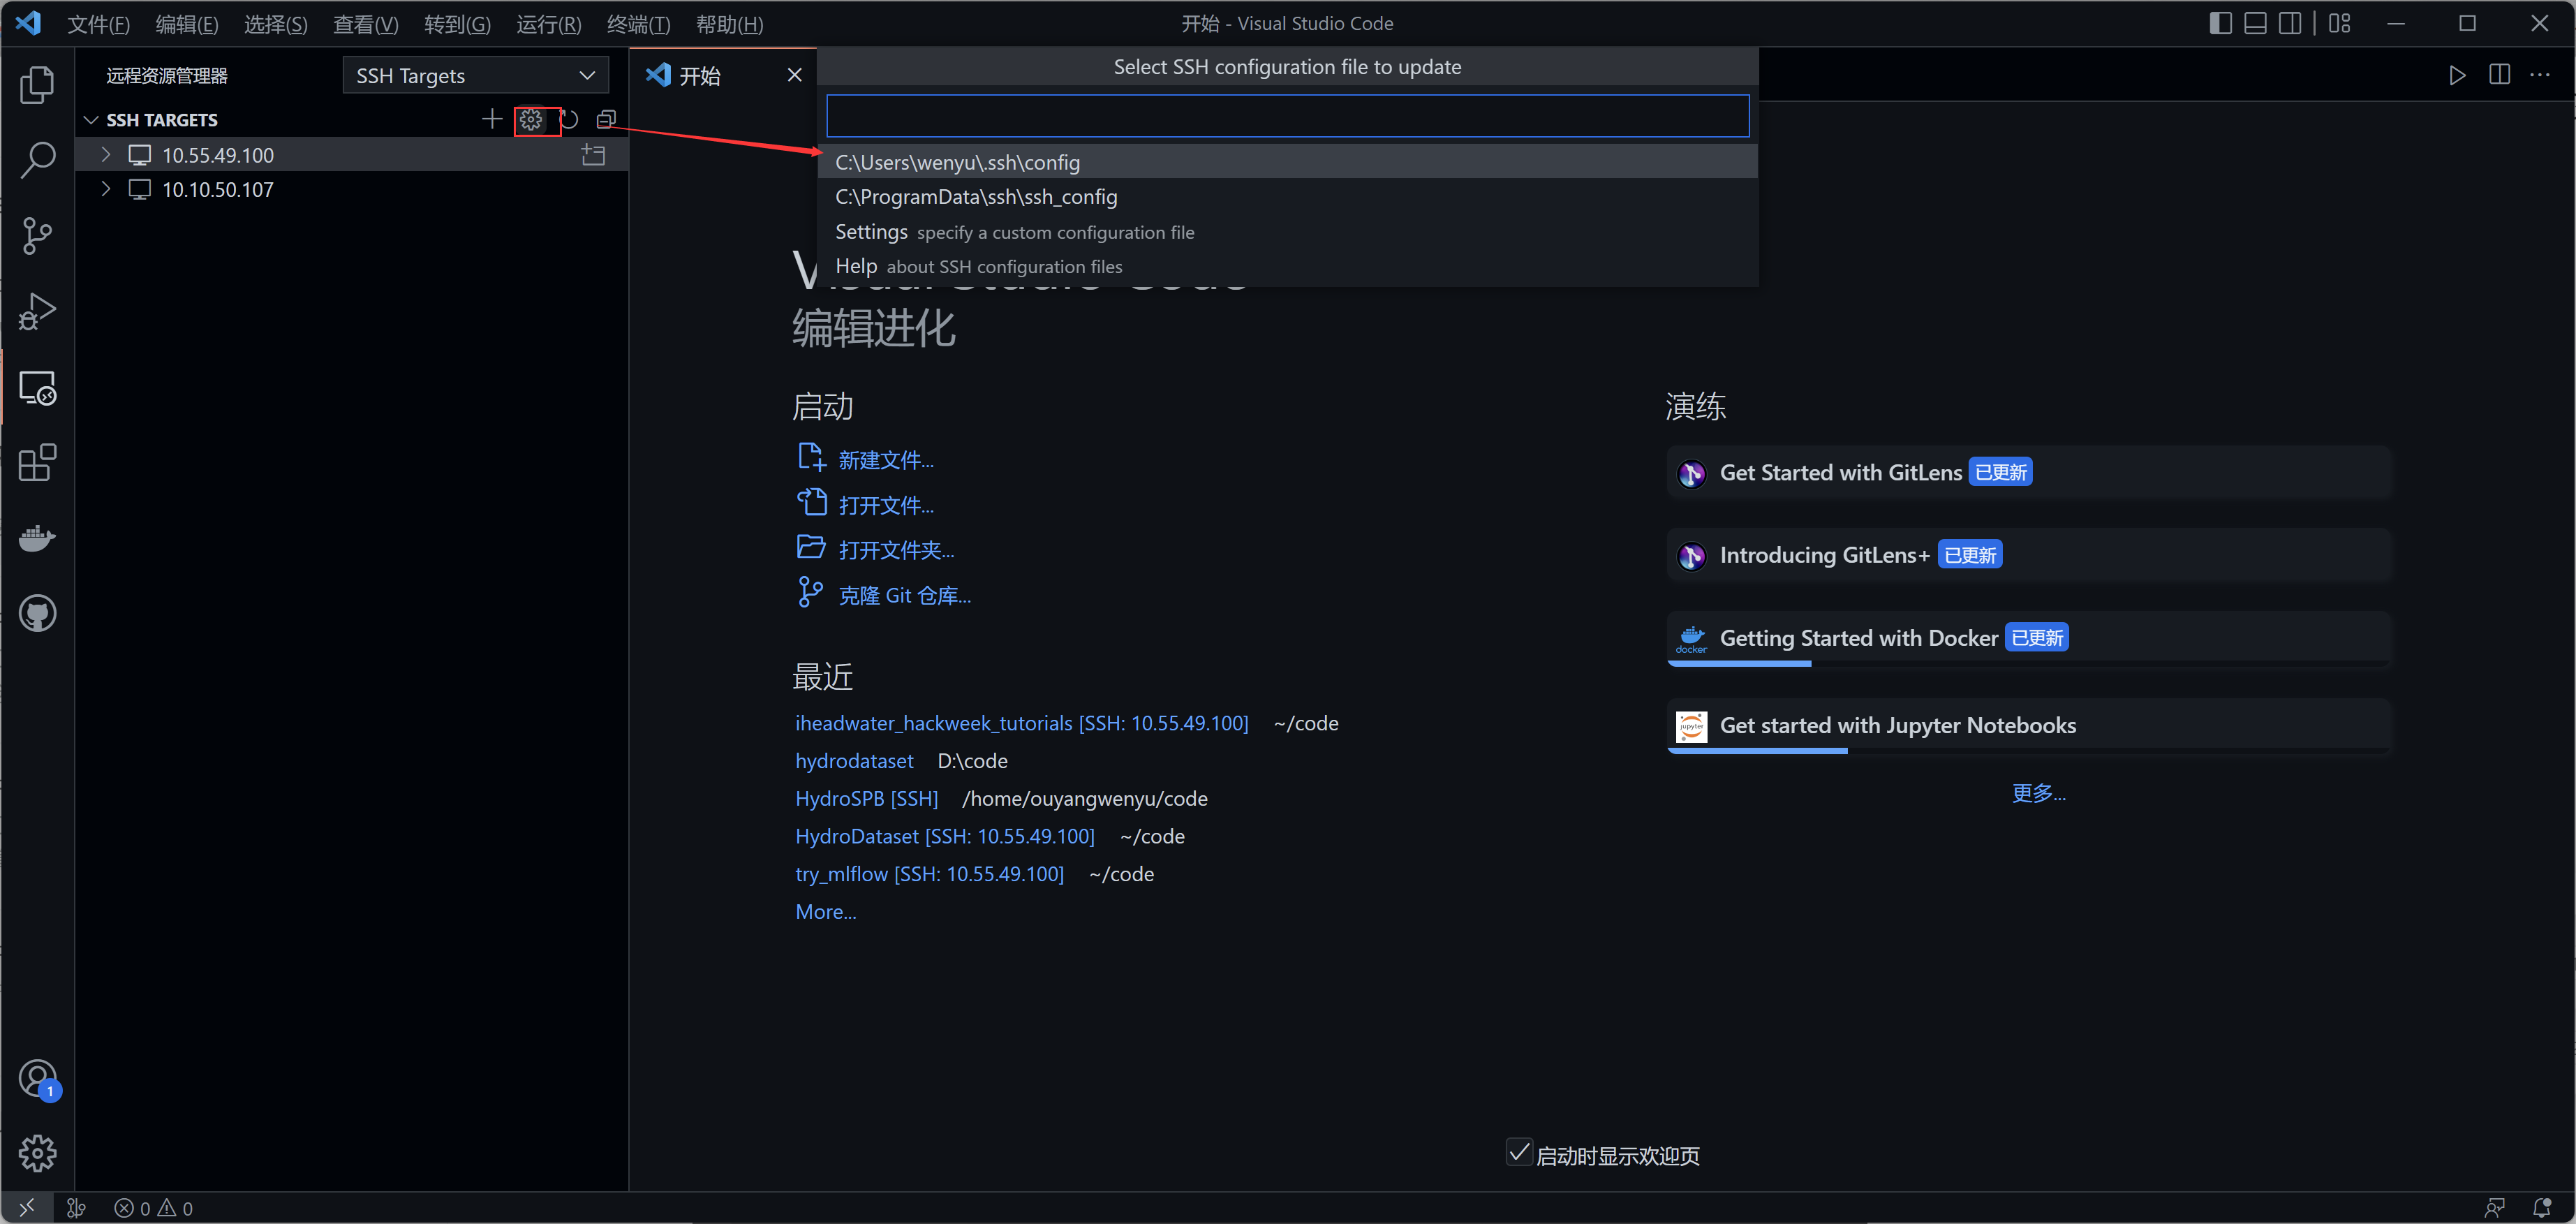 文件(F) 编辑(E) 选择(S) 查看(V) 转到(G) 运行(R) 终端(T) 帮助(H) 开始 - Visual Studio Code
远程资源管理器 SSH Targets
SSH TARGETS
10.55.49.100
10.10.50.107
开始
Select SSH configuration file to update
C:\Users\wenyu\.ssh\config
C:\ProgramData\ssh\ssh_config
Settings specify a custom configuration file
Help about SSH configuration files
Visual Studio Code
编辑进化
启动
新建文件...
打开文件...
打开文件夹...
克隆 Git 仓库...
最近
iheadwater_hackweek_tutorials [SSH: 10.55.49.100] ~/code
hydrodataset D:\code
HydroSPB [SSH] /home/ouyangwenyu/code
HydroDataset [SSH: 10.55.49.100] ~/code
try_mlflow [SSH: 10.55.49.100] ~/code
More...
演练
Get Started with GitLens 已更新
Introducing GitLens+ 已更新
docker
Getting Started with Docker 已更新
jupyter
Get started with Jupyter Notebooks
更多...
启动时显示欢迎页
1
0 0